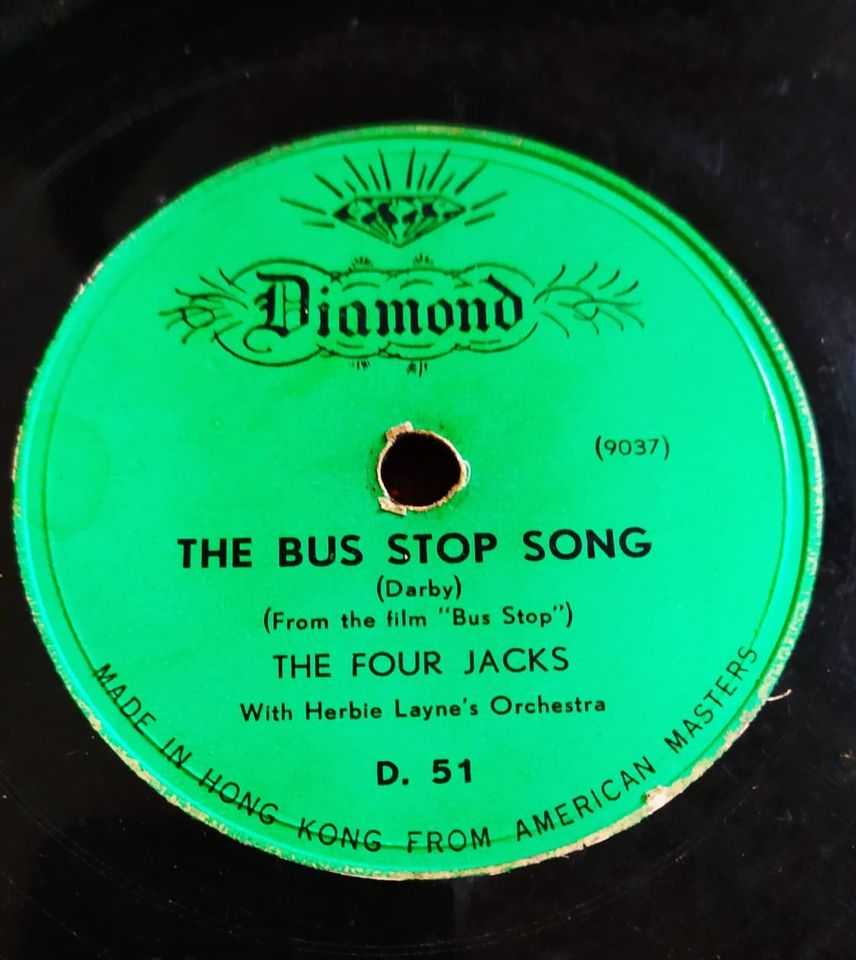 Diamond
(9037)
THE BUS STOP SONG
(Darby)
(From the film "Bus Stop")
THE FOUR JACKS
With Herbie Layne's Orchestra
D. 51
MADE IN HONG KONG FROM AMERICAN MASTERS